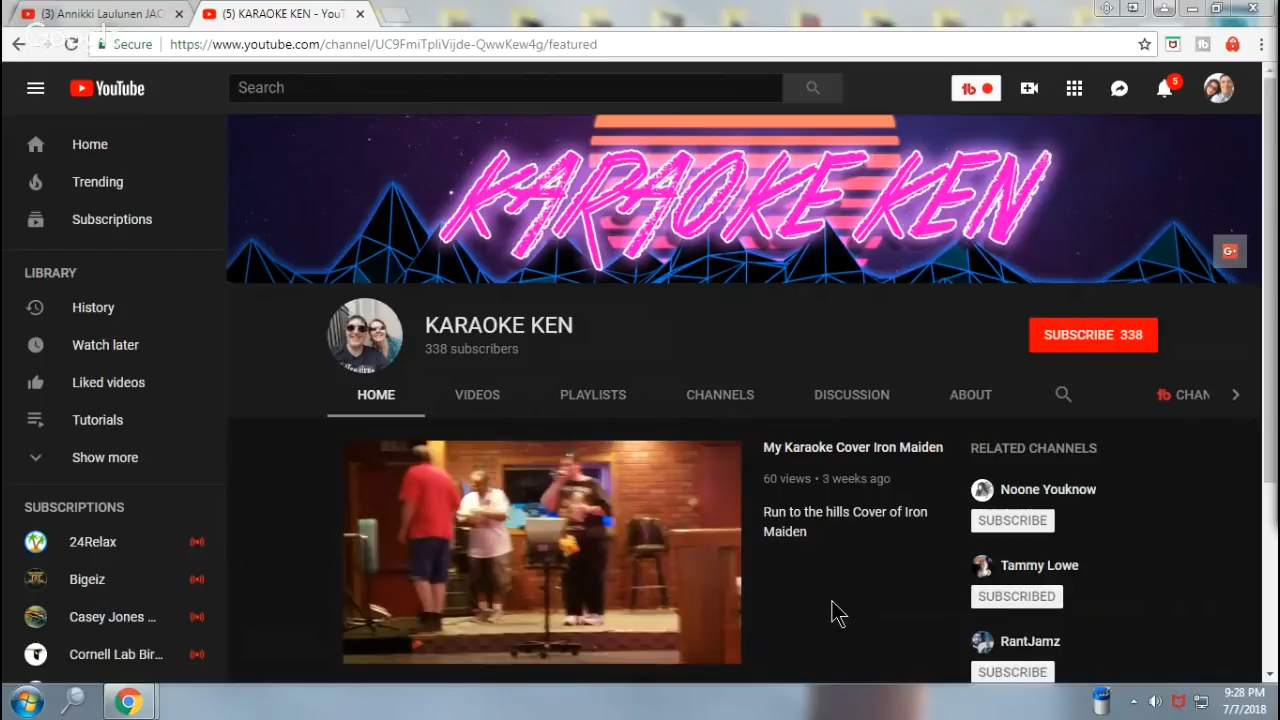 (3) Annikki Laulunen JAC
(5) KARAOKE KEN - YouT
Google
Secure
https://www.youtube.com/channel/UC9FmiTpliVijde-QwwKew4g/featured
YouTube
Search
tb
5
Home
Trending
Subscriptions
LIBRARY
History
Watch later
Liked videos
Tutorials
Show more
SUBSCRIPTIONS
24Relax
Bigeiz
Casey Jones ...
Cornell Lab Bir...
KARAOKE KEN
G+
KARAOKE KEN
338 subscribers
SUBSCRIBE 338
HOME
VIDEOS
PLAYLISTS
CHANNELS
DISCUSSION
ABOUT
tb CHAN
My Karaoke Cover Iron Maiden
60 views • 3 weeks ago
Run to the hills Cover of Iron
Maiden
RELATED CHANNELS
Noone Youknow
SUBSCRIBE
Tammy Lowe
SUBSCRIBED
RantJamz
SUBSCRIBE
9:28 PM
7/7/2018